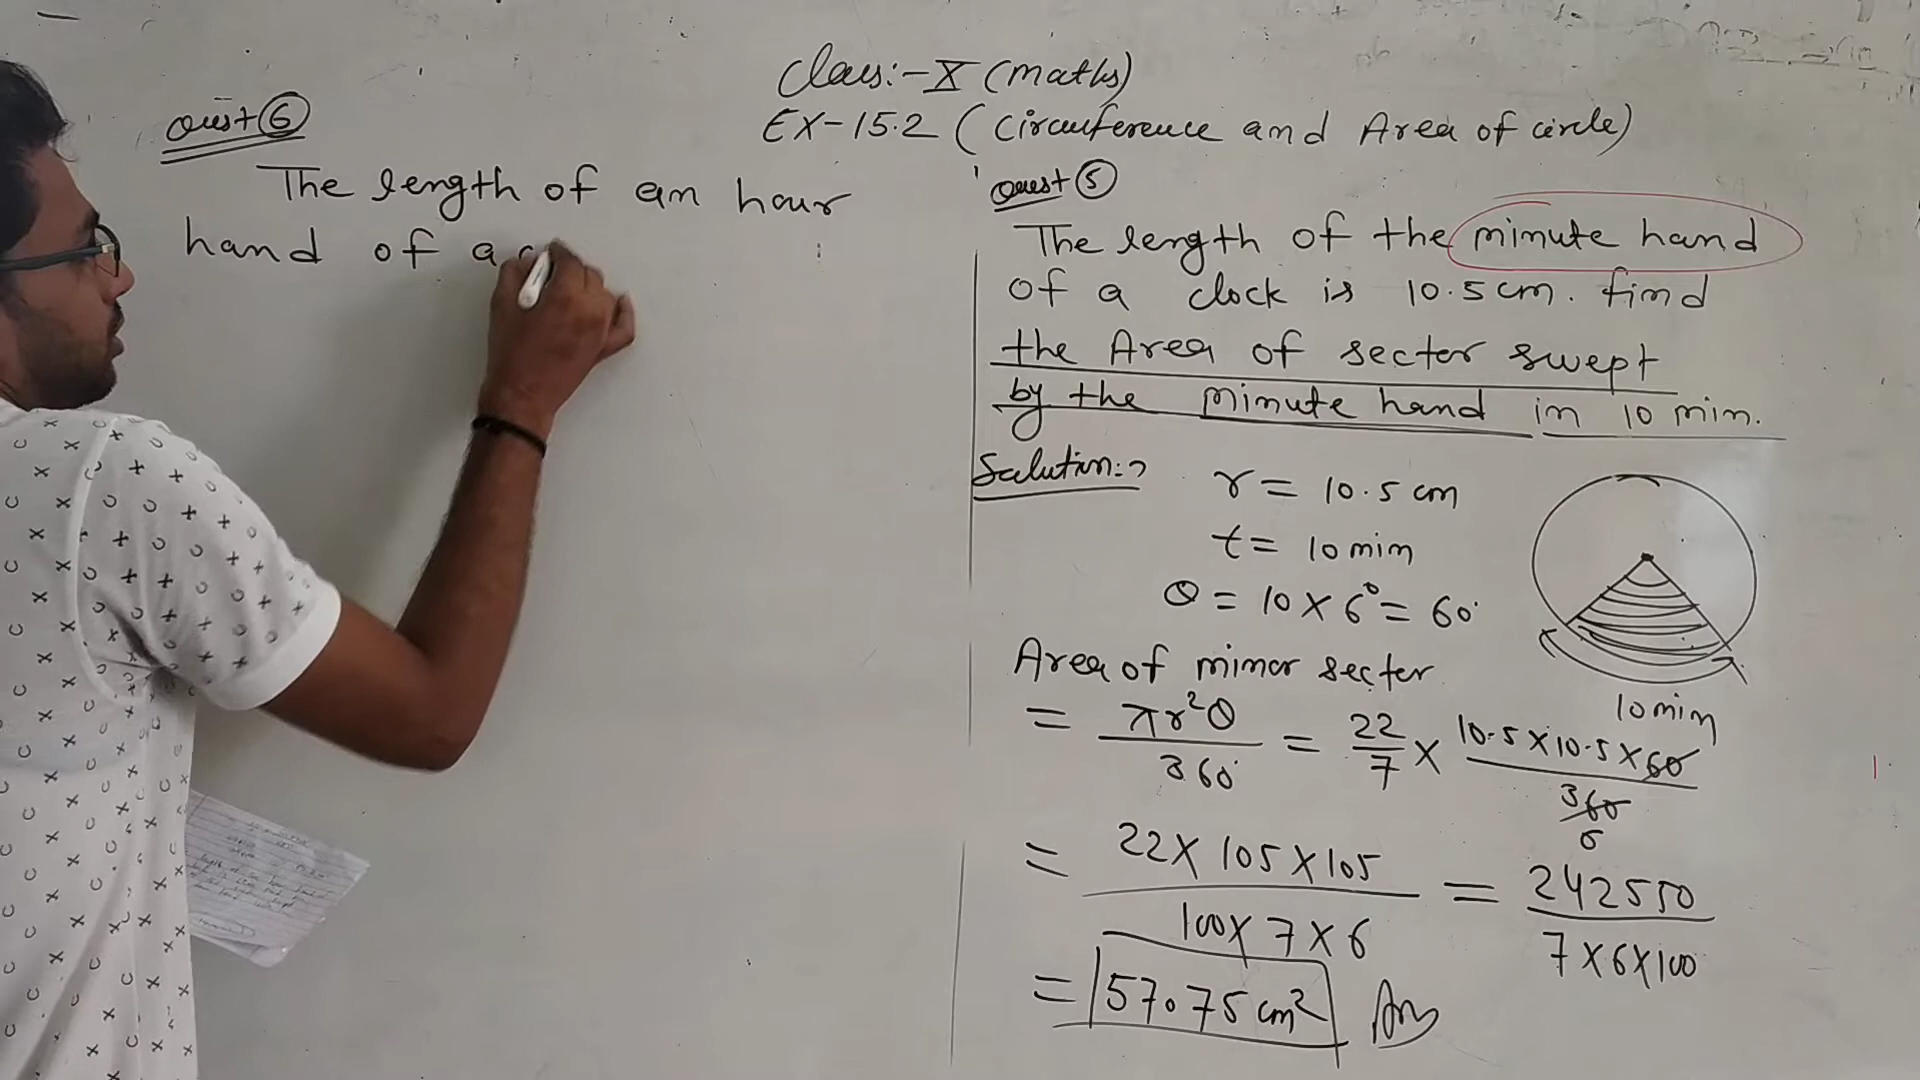 Class:- X (Maths)
EX-15.2 (Circumference and Area of circle)
Quest 6
The length of an hour
hand of a c
Quest 5
The length of the minute hand
of a clock is 10.5cm. find
the Area of sector swept
by the minute hand in 10 min.
Solution:->
r = 10.5 cm
t = 10 min
θ = 10 X 6° = 60°
Area of minor secter
= πr²θ/360° = 22/7 X 10.5 X 10.5 X 60/360
6
10 min
= 22 X 105 X 105 / 100 X 7 X 6 = 242550 / 7 X 6 X 100
= 57.75 cm² Ans